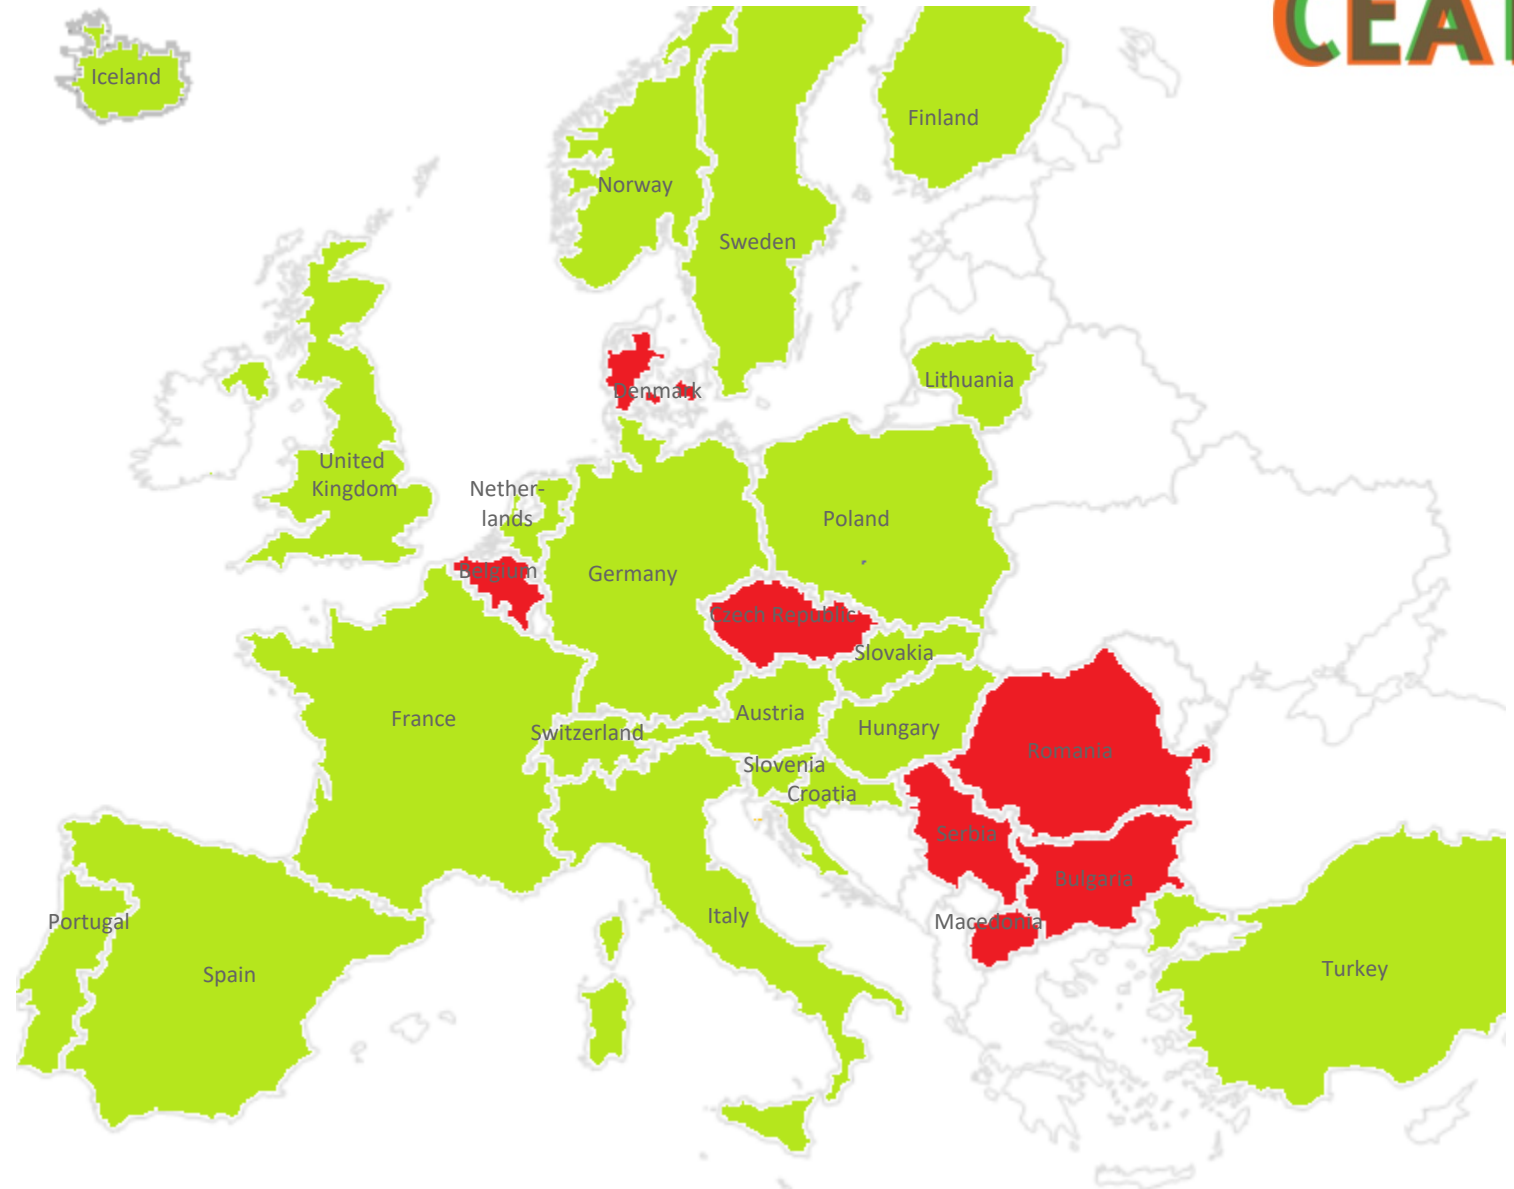 CEA
Iceland
Finland
Norway
Sweden
Denmark
Lithuania
United
Kingdom
Nether-
lands
Poland
Belgium
Germany
Czech Republic
Slovakia
France
Austria
Switzerland
Hungary
Romania
Slovenia
Croatia
Serbia
Bulgaria
Portugal
Italy
Macedonia
Spain
Turkey